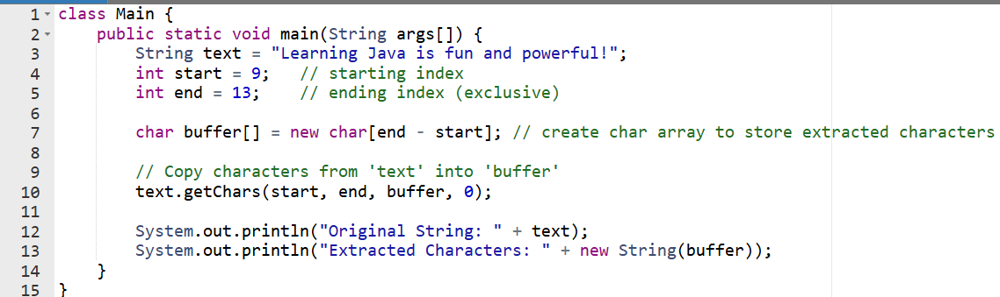 1 class Main {
2     public static void main(String args[]) {
3         String text = "Learning Java is fun and powerful!";
4         int start = 9;   // starting index
5         int end = 13;    // ending index (exclusive)
6
7         char buffer[] = new char[end - start]; // create char array to store extracted characters
8
9         // Copy characters from 'text' into 'buffer'
10         text.getChars(start, end, buffer, 0);
11
12         System.out.println("Original String: " + text);
13         System.out.println("Extracted Characters: " + new String(buffer));
14     }
15 }